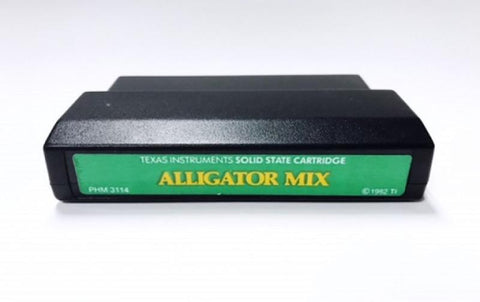 TEXAS INSTRUMENTS SOLID STATE CARTRIDGE
ALLIGATOR MIX
PHM 3114 © 1982 TI